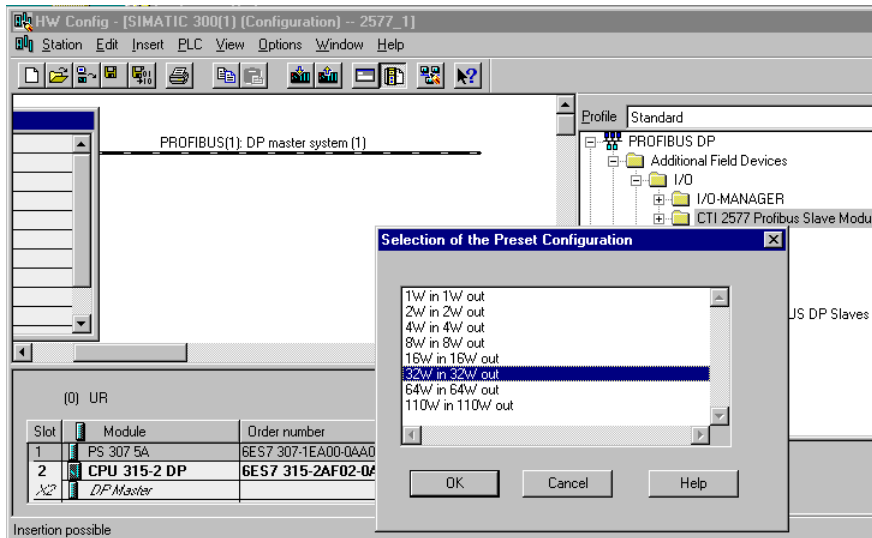 HW Config - [SIMATIC 300(1) (Configuration) -- 2577_1]
Station Edit Insert PLC View Options Window Help
PROFIBUS(1): DP master system (1)
Profile Standard
PROFIBUS DP
Additional Field Devices
I/O
I/O-MANAGER
CTI 2577 Profibus Slave Modu
US DP Slaves
Selection of the Preset Configuration
1W in 1W out
2W in 2W out
4W in 4W out
8W in 8W out
16W in 16W out
32W in 32W out
64W in 64W out
110W in 110W out
OK Cancel Help
(0) UR
Slot Module Order number
1 PS 307 5A 6ES7 307-1EA00-0AA0
2 CPU 315-2 DP 6ES7 315-2AF02-0A
X2 DP Master
Insertion possible